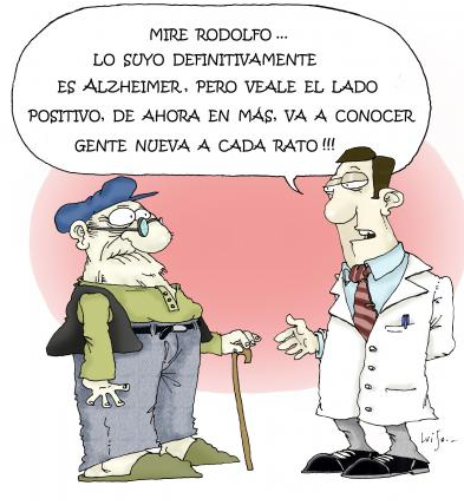 MIRE RODOLFO...
LO SUYO DEFINITIVAMENTE
ES ALZHEIMER, PERO VEALE EL LADO
POSITIVO, DE AHORA EN MÁS, VA A CONOCER
GENTE NUEVA A CADA RATO!!!